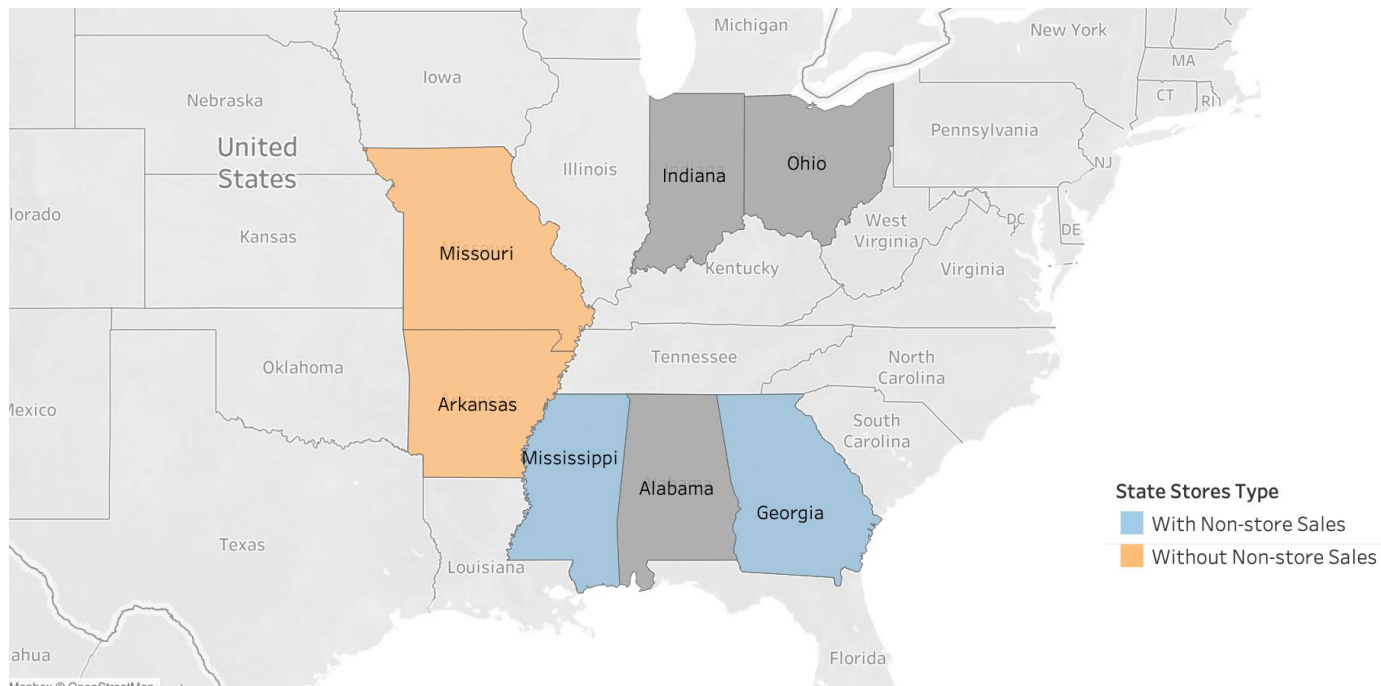 Michigan
New York
MA
Iowa
Nebraska
CT
RI
Pennsylvania
United
States
Illinois
Indiana
Ohio
NJ
lorado
Kansas
West
Virginia
DC
DE
Missouri
Kentucky
Virginia
Oklahoma
Tennessee
North
Carolina
Mexico
Arkansas
South
Carolina
Mississippi
Alabama
Georgia
State Stores Type
With Non-store Sales
Without Non-store Sales
Texas
Louisiana
Florida
ahua
Mapbox © OpenStreetMap